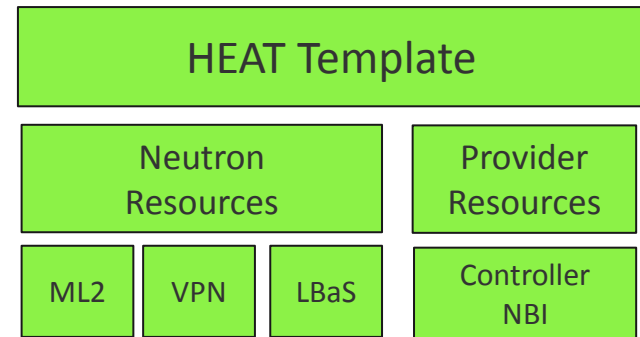 HEAT Template
Neutron
Resources
Provider
Resources
ML2
VPN
LBaS
Controller
NBI